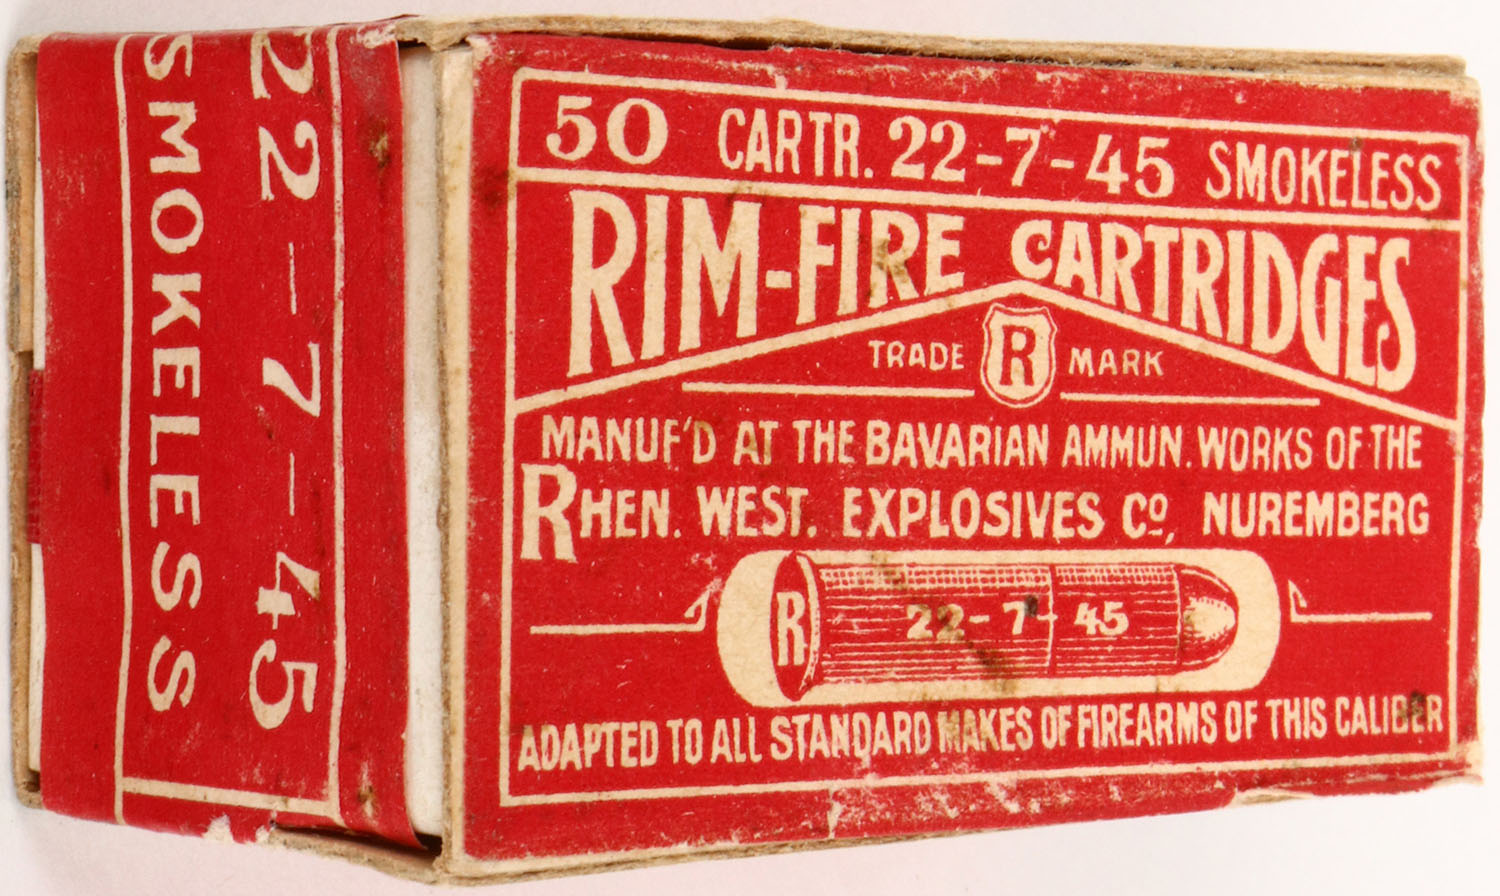 50 CARTR. 22-7-45 SMOKELESS
RIM-FIRE CARTRIDGES
TRADE R MARK
MANUF'D AT THE BAVARIAN AMMUN. WORKS OF THE
RHEN. WEST. EXPLOSIVES Cº, NUREMBERG
R 22-7-45
ADAPTED TO ALL STANDARD MAKES OF FIREARMS OF THIS CALIBER
22-7-45
SMOKELESS